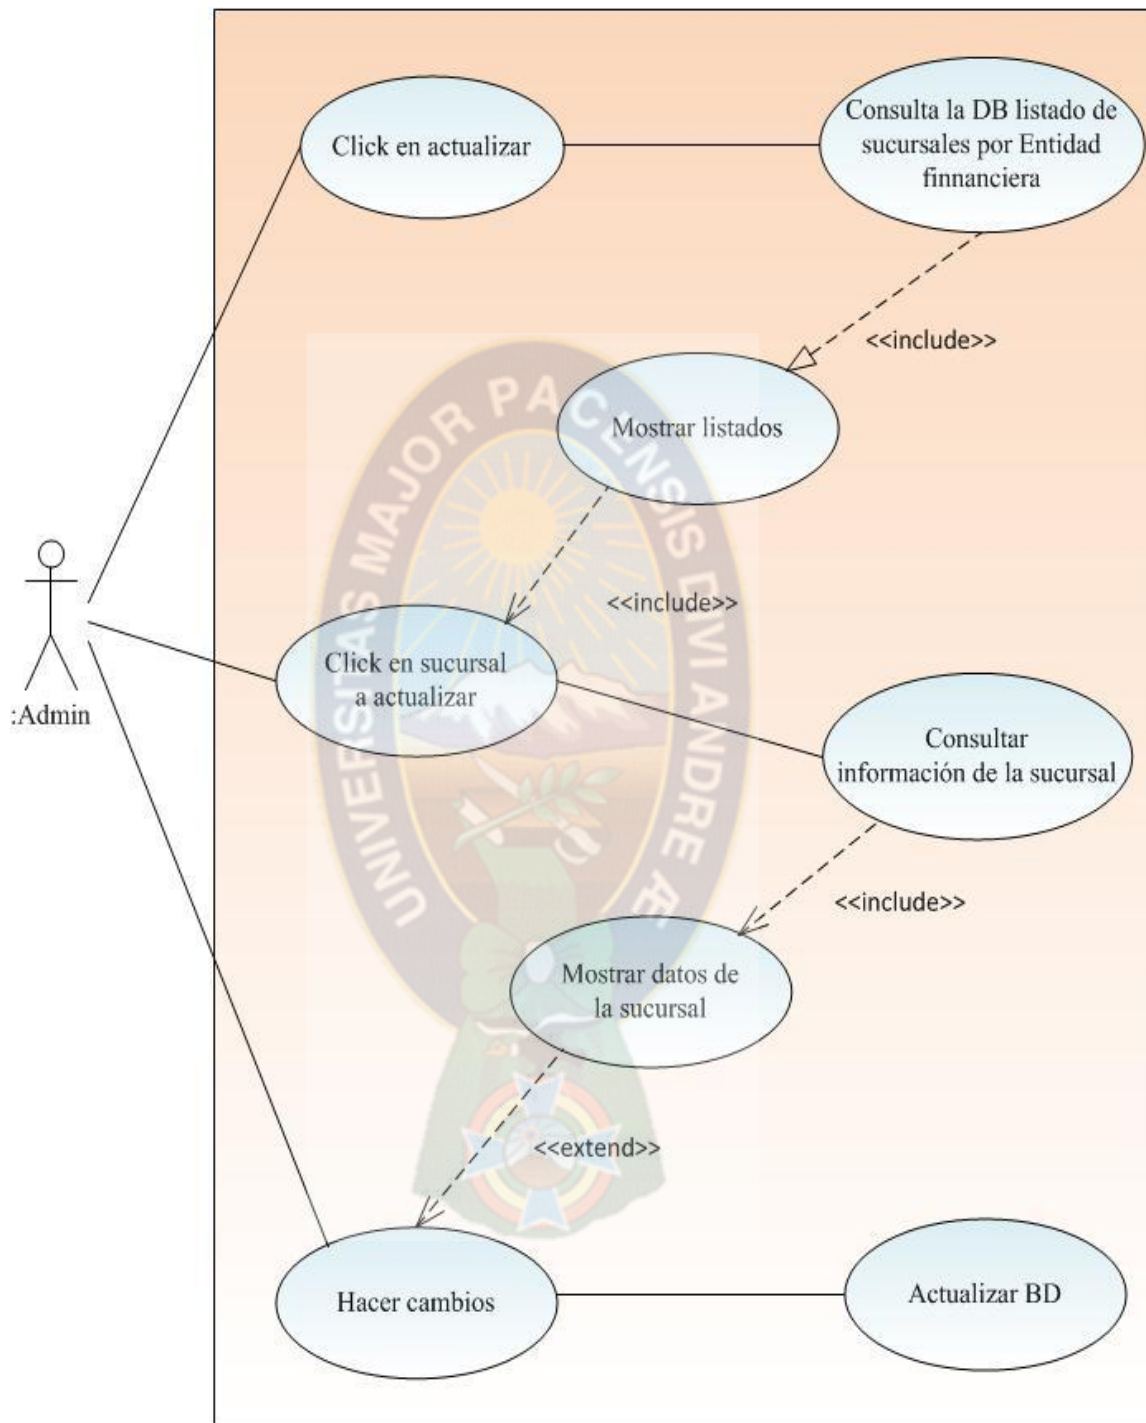 Click en actualizar
Consulta la DB listado de
sucursales por Entidad
finnanciera
<<include>>
Mostrar listados
<<include>>
Click en sucursal
a actualizar
:Admin
Consultar
información de la sucursal
<<include>>
Mostrar datos de
la sucursal
<<extend>>
Hacer cambios
Actualizar BD
UNIVERSITAS MAJOR PACENSIS DIVI ANDRE Æ